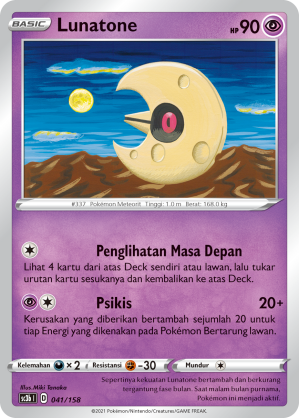 BASIC Lunatone HP 90
#337 Pokémon Meteorit Tinggi: 1.0 m Berat: 168.0 kg
Penglihatan Masa Depan
Lihat 4 kartu dari atas Deck sendiri atau lawan, lalu tukar
urutan kartu sesukanya dan kembalikan ke atas Deck.
Psikis 20+
Kerusakan yang diberikan bertambah sejumlah 20 untuk
tiap Energi yang dikenakan pada Pokémon Bertarung lawan.
Kelemahan ×2 Resistansi -30 Mundur
Illus. Miki Tanaka
sc3b I D 041/158
Sepertinya kekuatan Lunatone bertambah dan berkurang
tergantung fase bulan. Saat malam bulan purnama,
Pokémon ini menjadi aktif.
©2021 Pokémon/Nintendo/Creatures/GAME FREAK